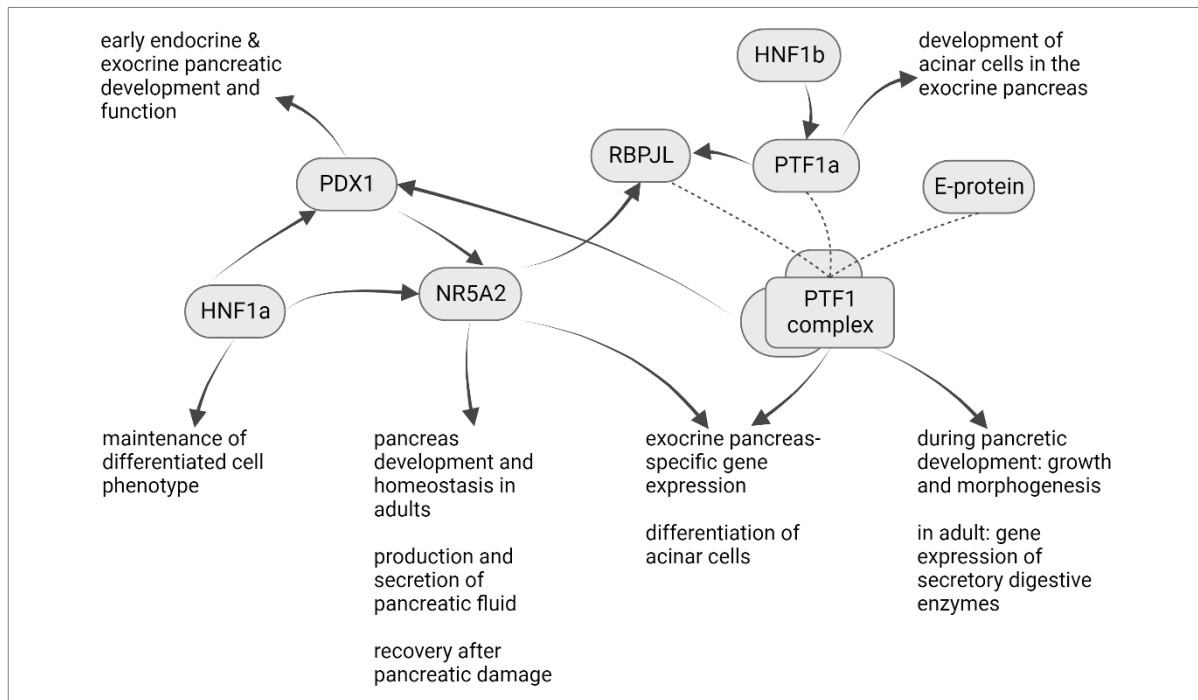 early endocrine &
exocrine pancreatic
development and
function
HNF1b
development of
acinar cells in the
exocrine pancreas
RBPJL
PTF1a
PDX1
E-protein
HNF1a
NR5A2
PTF1
complex
maintenance of
differentiated cell
phenotype
pancreas
development and
homeostasis in
adults
production and
secretion of
pancreatic fluid
recovery after
pancreatic damage
exocrine pancreas-
specific gene
expression
differentiation of
acinar cells
during pancretic
development: growth
and morphogenesis
in adult: gene
expression of
secretory digestive
enzymes